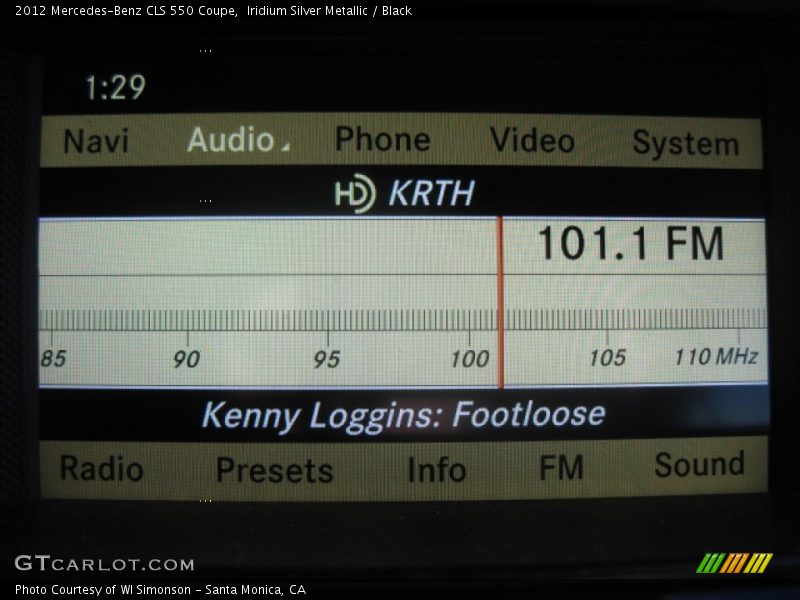 2012 Mercedes-Benz CLS 550 Coupe, Iridium Silver Metallic / Black
1:29
Navi Audio Phone Video System
HD KRTH
101.1 FM
85 90 95 100 105 110 MHz
Kenny Loggins: Footloose
Radio Presets Info FM Sound
GTCARLOT.COM
Photo Courtesy of WI Simonson - Santa Monica, CA